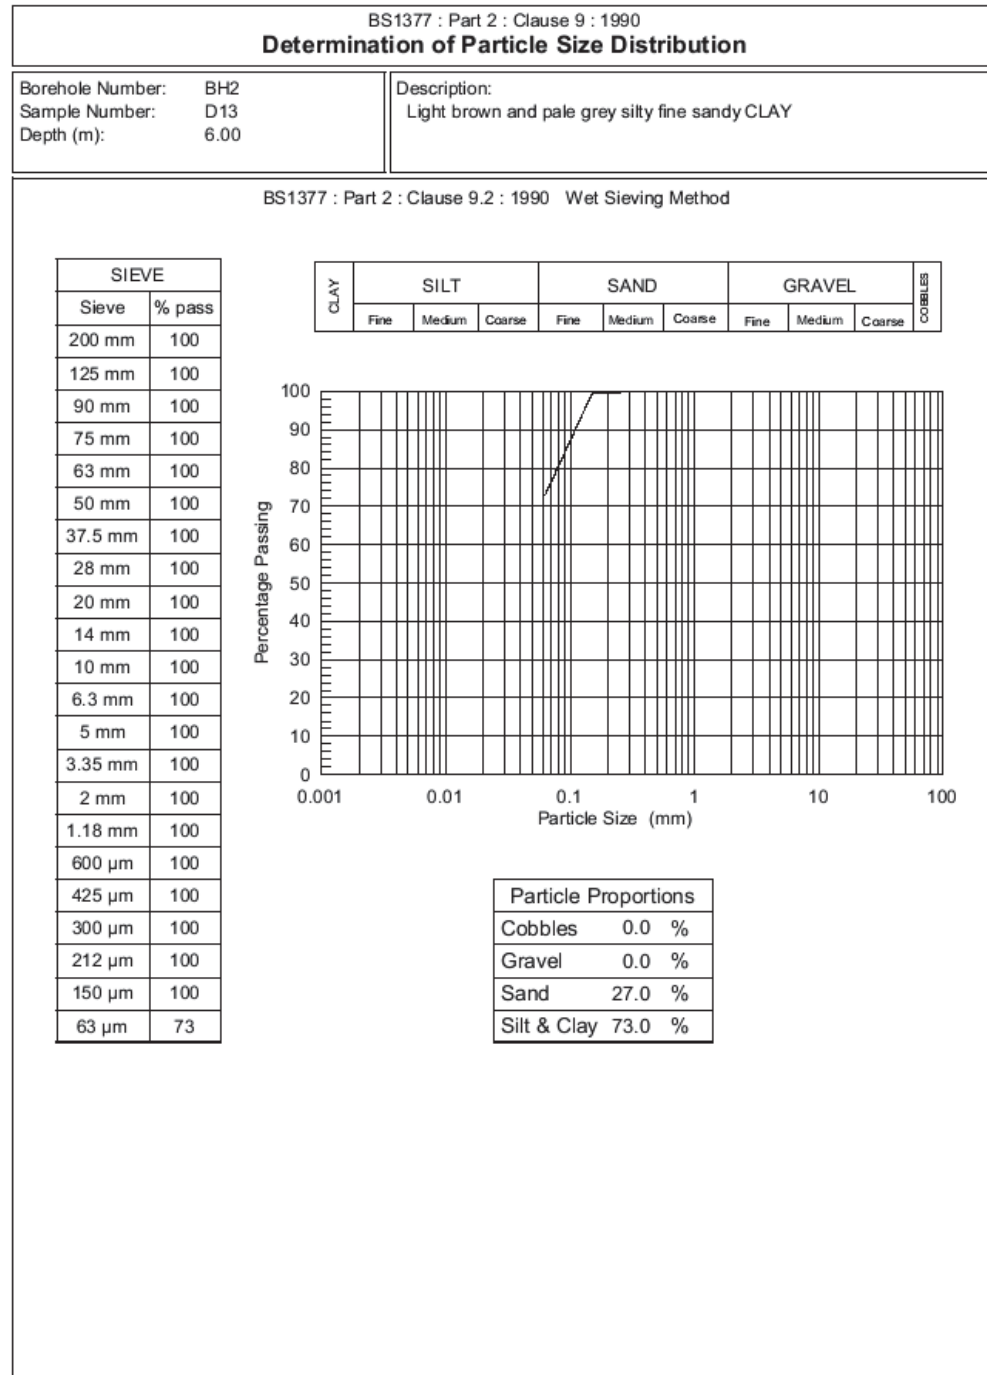 BS1377 : Part 2 : Clause 9 : 1990
Determination of Particle Size Distribution
Borehole Number: BH2
Sample Number: D13
Depth (m): 6.00
Description:
Light brown and pale grey silty fine sandy CLAY
BS1377 : Part 2 : Clause 9.2 : 1990 Wet Sieving Method
SIEVE
Sieve % pass
200 mm 100
125 mm 100
90 mm 100
75 mm 100
63 mm 100
50 mm 100
37.5 mm 100
28 mm 100
20 mm 100
14 mm 100
10 mm 100
6.3 mm 100
5 mm 100
3.35 mm 100
2 mm 100
1.18 mm 100
600 µm 100
425 µm 100
300 µm 100
212 µm 100
150 µm 100
63 µm 73
CLAY SILT SAND GRAVEL COBBLES
Fine Medium Coarse Fine Medium Coarse Fine Medium Coarse
100
90
80
70
60
50
40
30
20
10
0
Percentage Passing
0.001 0.01 0.1 1 10 100
Particle Size (mm)
Particle Proportions
Cobbles 0.0 %
Gravel 0.0 %
Sand 27.0 %
Silt & Clay 73.0 %